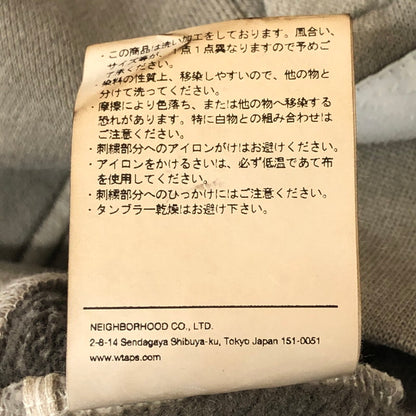 ・この商品は洗い加工をしております。風合い、
サイズ等が、1点1点異なりますので予めご
了承ください。
・染料の性質上、移染しやすいので、他の物と
分けて洗ってください。
・摩擦により色落ち、または他の物へ移染する
恐れがあります。特に白物との組み合わせは
ご注意ください。
・刺繍部分へのアイロンがけはお避けください。
・アイロンをかけるさいは、必ず低温であて布
を使用してください。
・刺繍部分へのひっかけにはご注意ください。
・タンブラー乾燥はお避け下さい。
NEIGHBORHOOD CO., LTD.
2-8-14 Sendagaya Shibuya-ku, Tokyo Japan 151-0051
www.wtaps.com